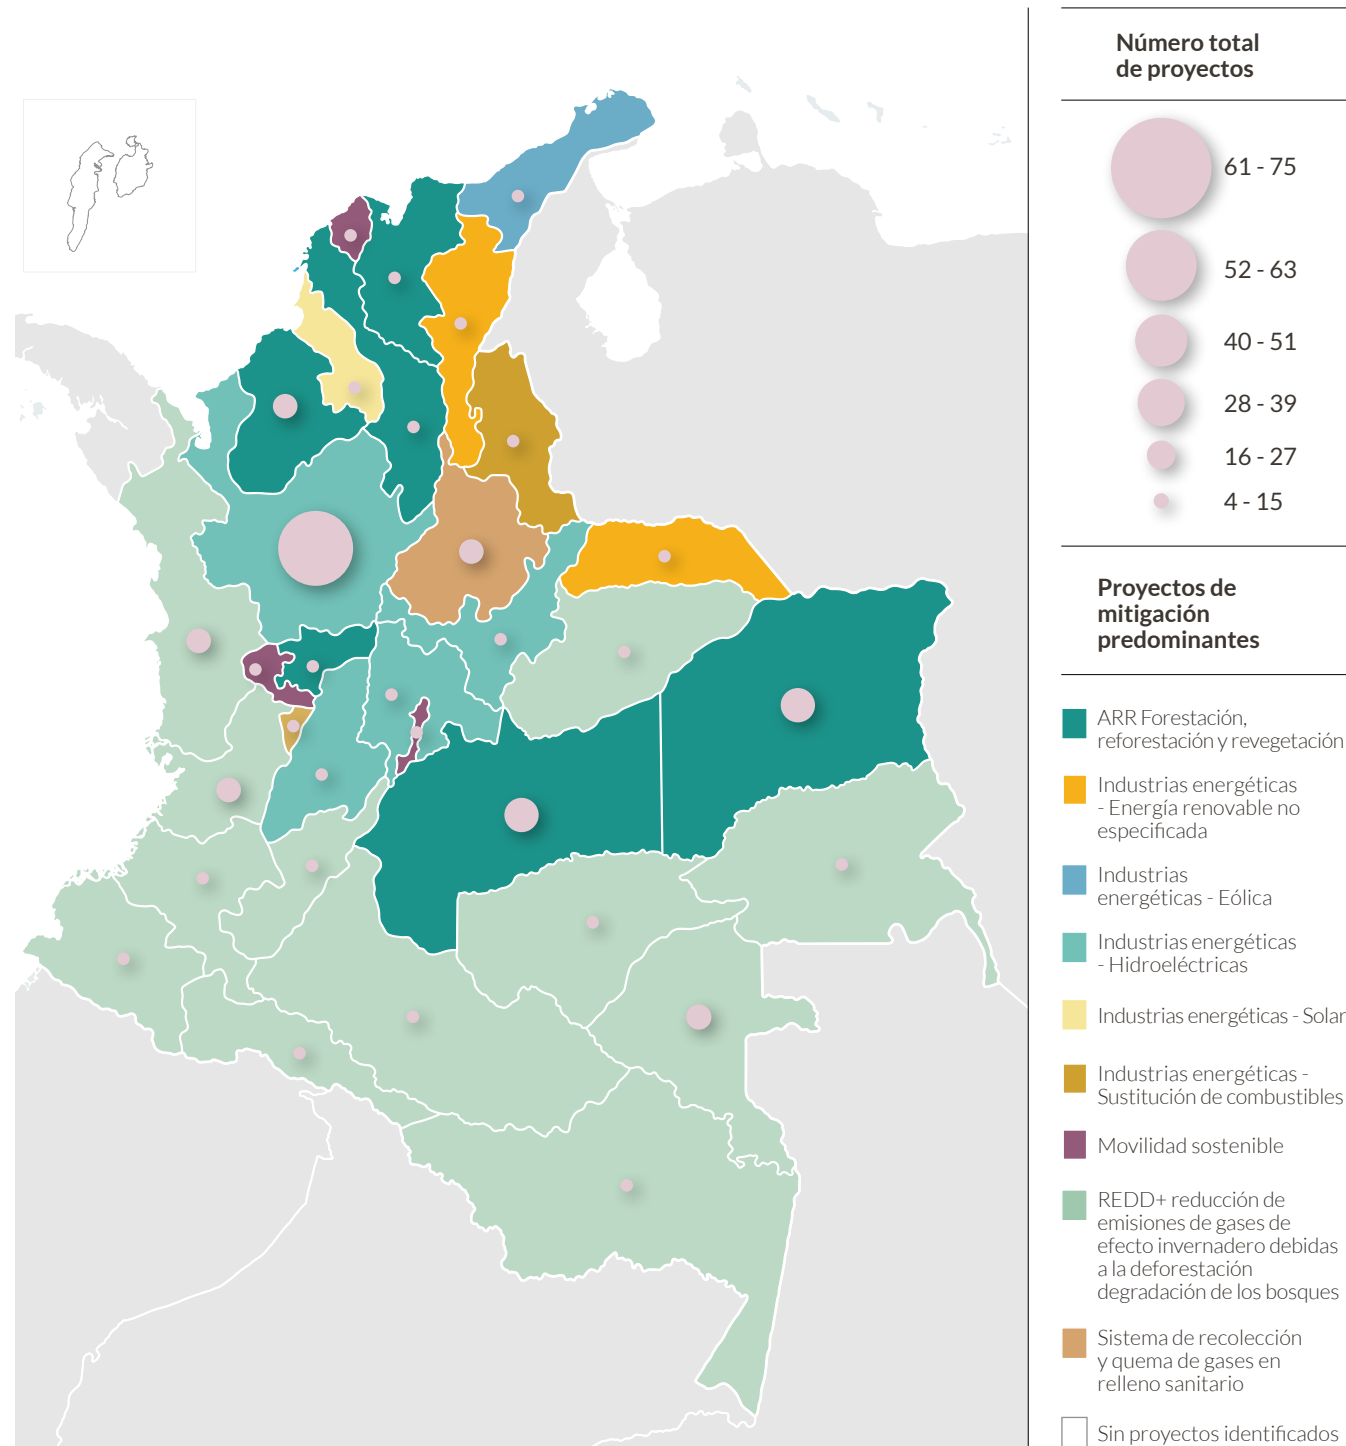 Número total
de proyectos
61 - 75
52 - 63
40 - 51
28 - 39
16 - 27
4 - 15
Proyectos de
mitigación
predominantes
ARR Forestación,
reforestación y revegetación
Industrias energéticas
- Energía renovable no
especificada
Industrias
energéticas - Eólica
Industrias energéticas
- Hidroeléctricas
Industrias energéticas - Solar
Industrias energéticas -
Sustitución de combustibles
Movilidad sostenible
REDD+ reducción de
emisiones de gases de
efecto invernadero debidas
a la deforestación
degradación de los bosques
Sistema de recolección
y quema de gases en
relleno sanitario
Sin proyectos identificados